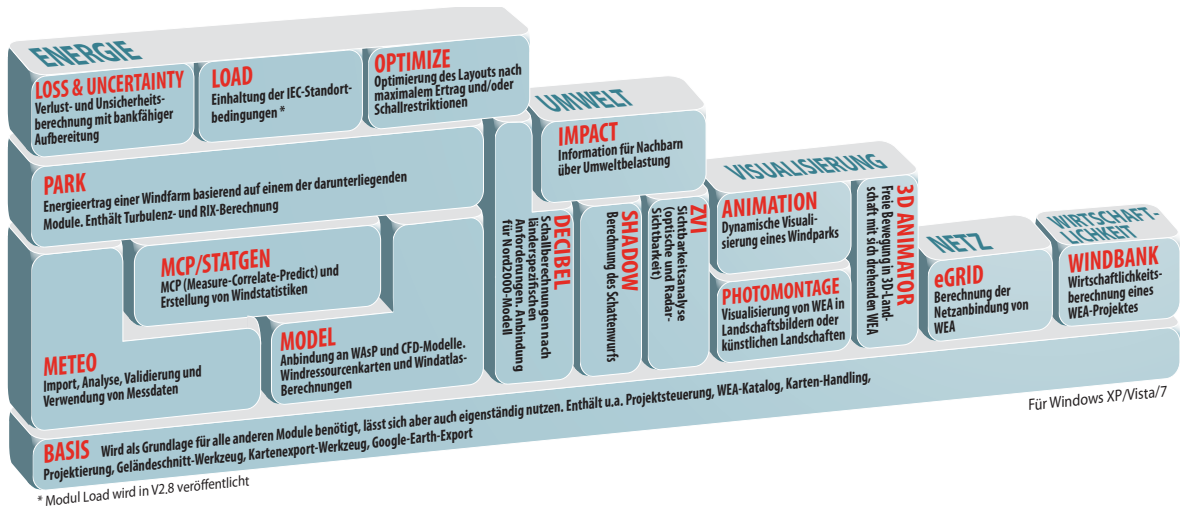 ENERGIE
LOSS & UNCERTAINTY
Verlust- und Unsicherheits-
berechnung mit bankfähiger
Aufbereitung
LOAD
Einhaltung der IEC-Standort-
bedingungen *
OPTIMIZE
Optimierung des Layouts nach
maximalem Ertrag und/oder
Schallrestriktionen
PARK
Energieertrag einer Windfarm basierend auf einem der darunterliegenden
Module. Enthält Turbulenz- und RIX-Berechnung
MCP/STATGEN
MCP (Measure-Correlate-Predict) und
Erstellung von Windstatistiken
METEO
Import, Analyse, Validierung und
Verwendung von Messdaten
MODEL
Anbindung an WAsP und CFD-Modelle.
Windressourcenkarten und Windatlas-
Berechnungen
UMWELT
IMPACT
Information für Nachbarn
über Umweltbelastung
DECIBEL
Schallberechnungen nach
länderspezifischen
Anforderungen. Anbindung
für Nord2000-Modell
SHADOW
Berechnung des Schattenwurfs
ZVI
Sichtbarkeitsanalyse
(optische und Radar-
Sichtbarkeit)
VISUALISIERUNG
ANIMATION
Dynamische Visuali-
sierung eines Windparks
PHOTOMONTAGE
Visualisierung von WEA in
Landschaftsbildern oder
künstlichen Landschaften
3D ANIMATOR
Freie Bewegung in 3D-Land-
schaft mit sich drehenden WEA
NETZ
eGRID
Berechnung der
Netzanbindung von
WEA
WIRTSCHAFT-
LICHKEIT
WINDBANK
Wirtschaftlichkeits-
berechnung eines
WEA-Projektes
BASIS Wird als Grundlage für alle anderen Module benötigt, lässt sich aber auch eigenständig nutzen. Enthält u.a. Projektsteuerung, WEA-Katalog, Karten-Handling,
Projektierung, Geländeschnitt-Werkzeug, Kartenexport-Werkzeug, Google-Earth-Export
Für Windows XP/Vista/7
* Modul Load wird in V2.8 veröffentlicht